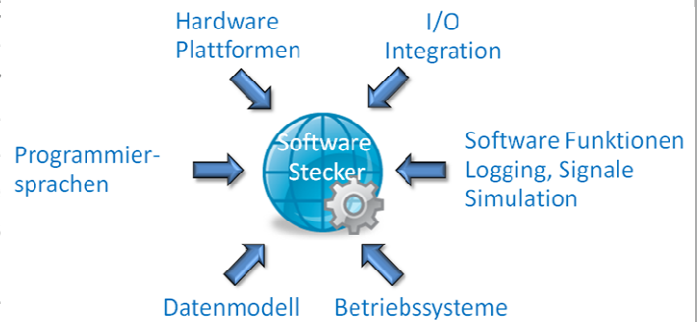 Hardware
Plattformen
I/O
Integration
Software
Stecker
Programmier-
sprachen
Software Funktionen
Logging, Signale
Simulation
Datenmodell
Betriebssysteme